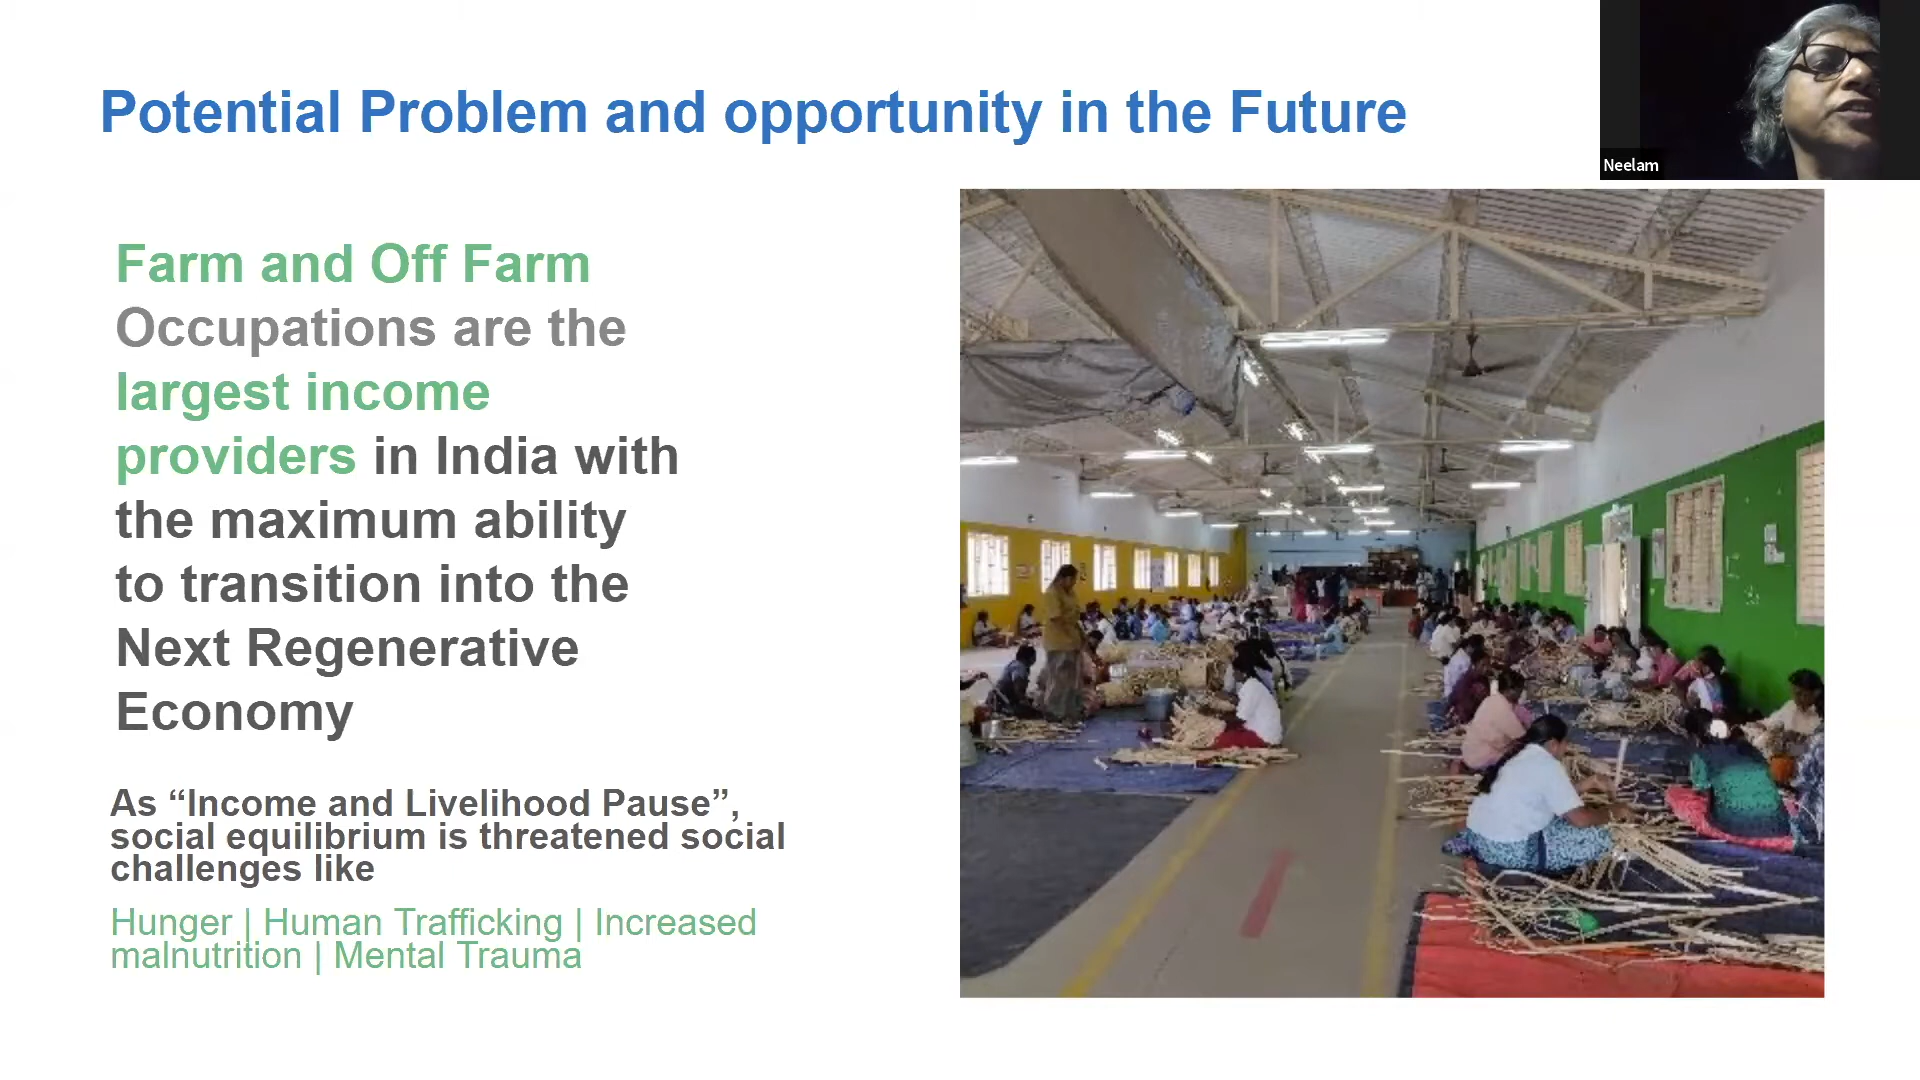 Potential Problem and opportunity in the Future
Neelam
Farm and Off Farm
Occupations are the
largest income
providers in India with
the maximum ability
to transition into the
Next Regenerative
Economy
As “Income and Livelihood Pause”,
social equilibrium is threatened social
challenges like
Hunger | Human Trafficking | Increased
malnutrition | Mental Trauma